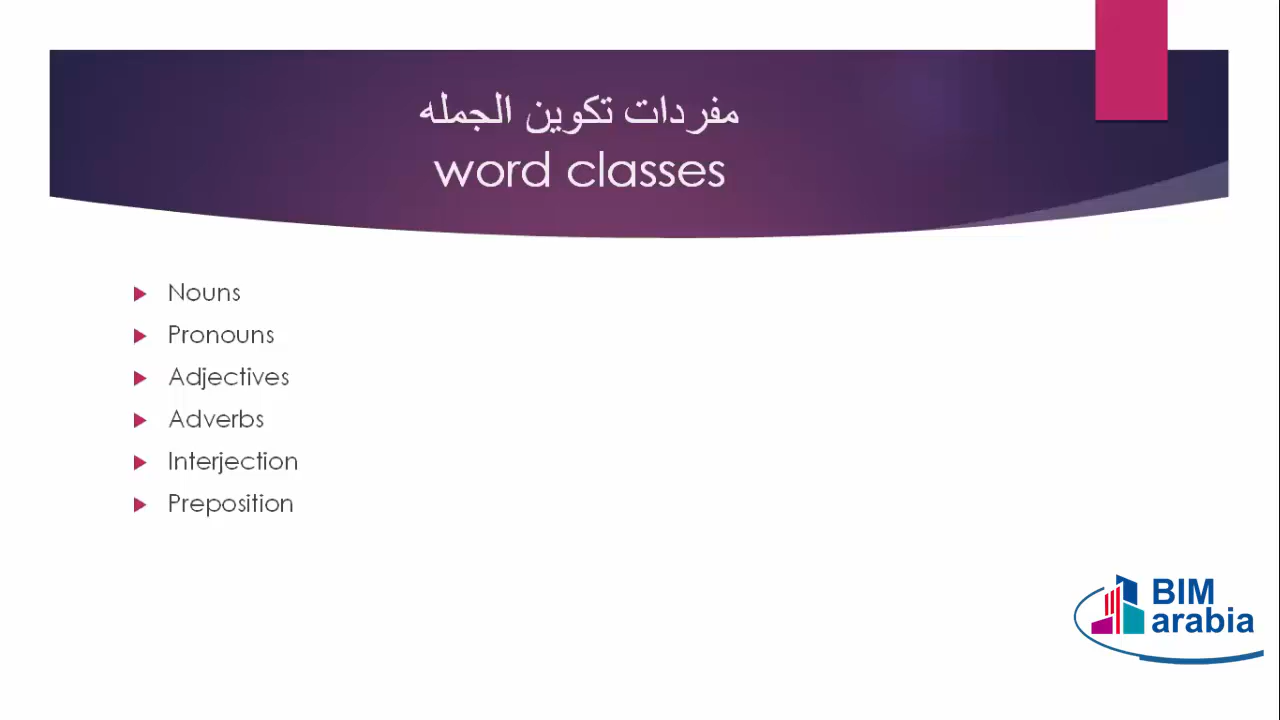 مفردات تكوين الجمله
word classes
Nouns
Pronouns
Adjectives
Adverbs
Interjection
Preposition
BIM
arabia